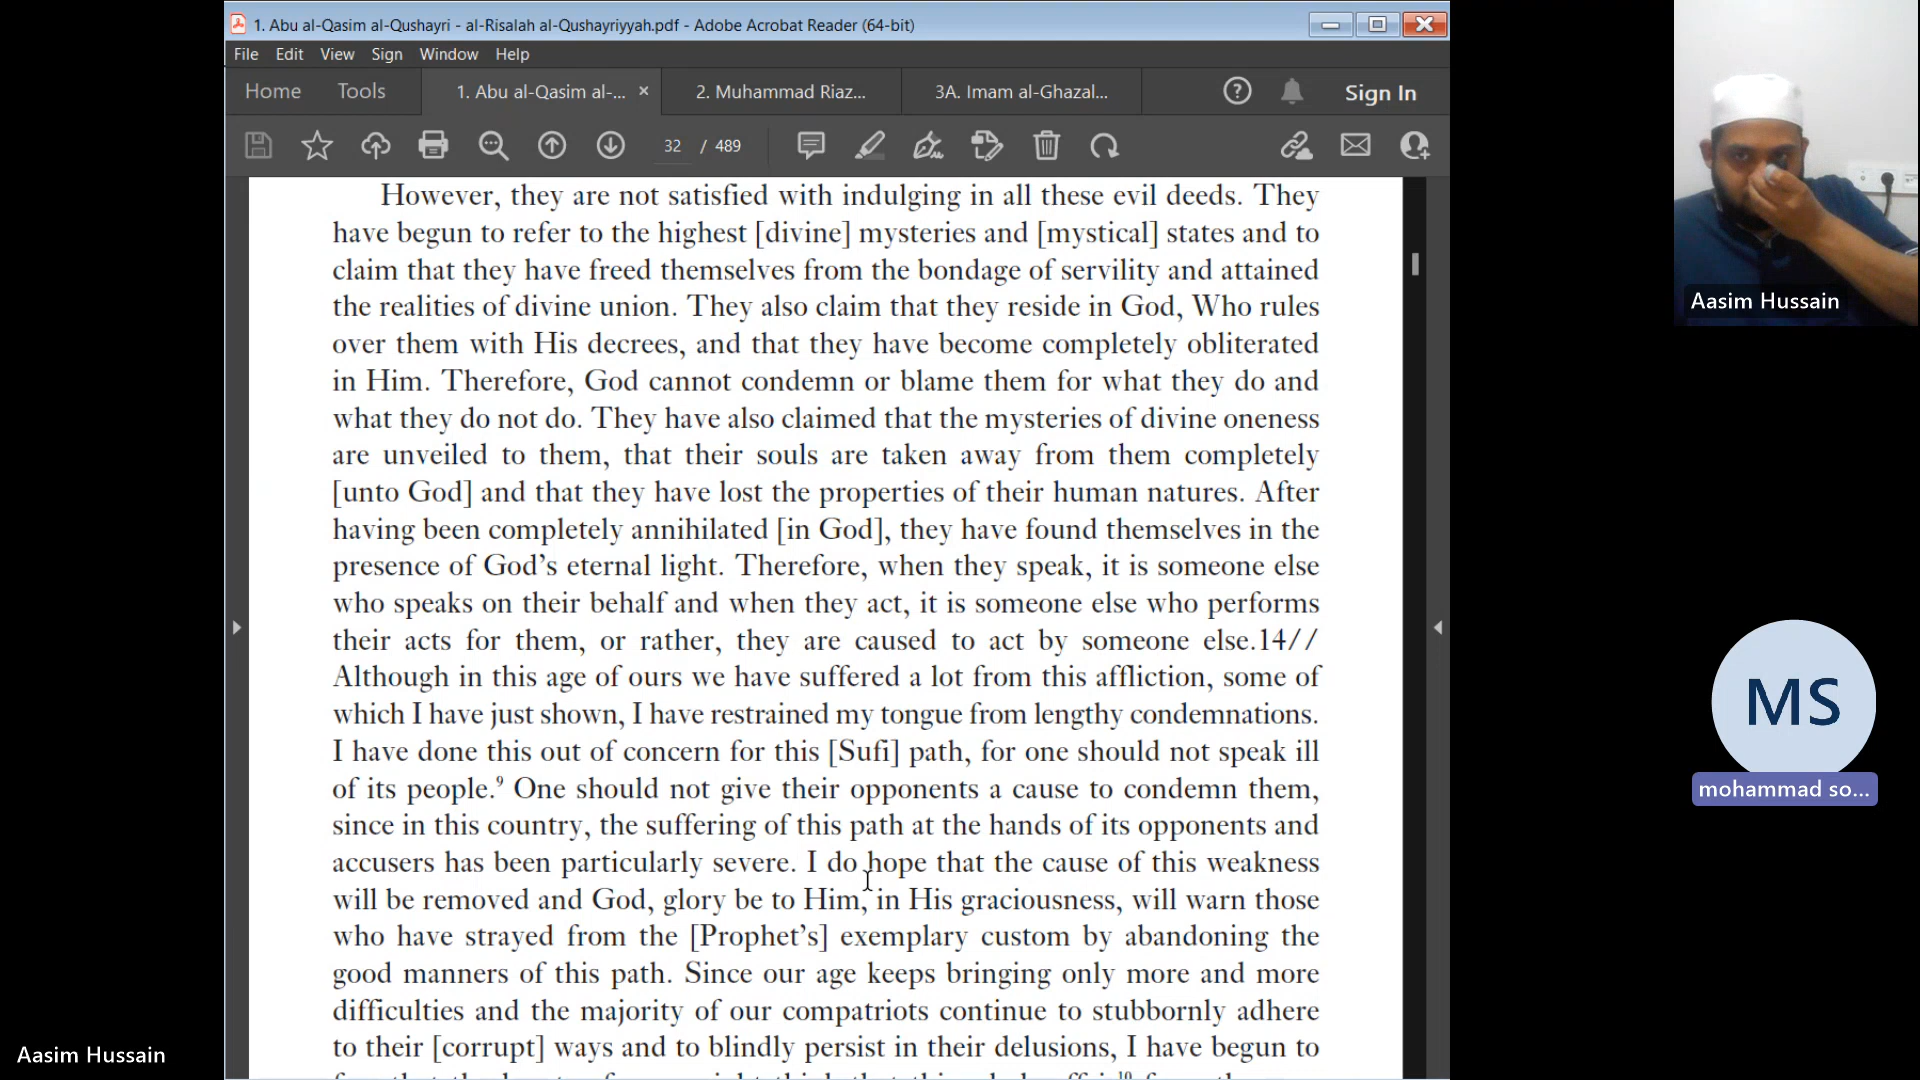 1. Abu al-Qasim al-Qushayri - al-Risalah al-Qushayriyyah.pdf - Adobe Acrobat Reader (64-bit)
File Edit View Sign Window Help
Home Tools 1. Abu al-Qasim al-... × 2. Muhammad Riaz... 3A. Imam al-Ghazal... Sign In
32 / 489
However, they are not satisfied with indulging in all these evil deeds. They
have begun to refer to the highest [divine] mysteries and [mystical] states and to
claim that they have freed themselves from the bondage of servility and attained
the realities of divine union. They also claim that they reside in God, Who rules
over them with His decrees, and that they have become completely obliterated
in Him. Therefore, God cannot condemn or blame them for what they do and
what they do not do. They have also claimed that the mysteries of divine oneness
are unveiled to them, that their souls are taken away from them completely
[unto God] and that they have lost the properties of their human natures. After
having been completely annihilated [in God], they have found themselves in the
presence of God's eternal light. Therefore, when they speak, it is someone else
who speaks on their behalf and when they act, it is someone else who performs
their acts for them, or rather, they are caused to act by someone else.14//
Although in this age of ours we have suffered a lot from this affliction, some of
which I have just shown, I have restrained my tongue from lengthy condemnations.
I have done this out of concern for this [Sufi] path, for one should not speak ill
of its people.⁹ One should not give their opponents a cause to condemn them,
since in this country, the suffering of this path at the hands of its opponents and
accusers has been particularly severe. I do hope that the cause of this weakness
will be removed and God, glory be to Him, in His graciousness, will warn those
who have strayed from the [Prophet's] exemplary custom by abandoning the
good manners of this path. Since our age keeps bringing only more and more
difficulties and the majority of our compatriots continue to stubbornly adhere
to their [corrupt] ways and to blindly persist in their delusions, I have begun to
Aasim Hussain
MS
mohammad so...
Aasim Hussain